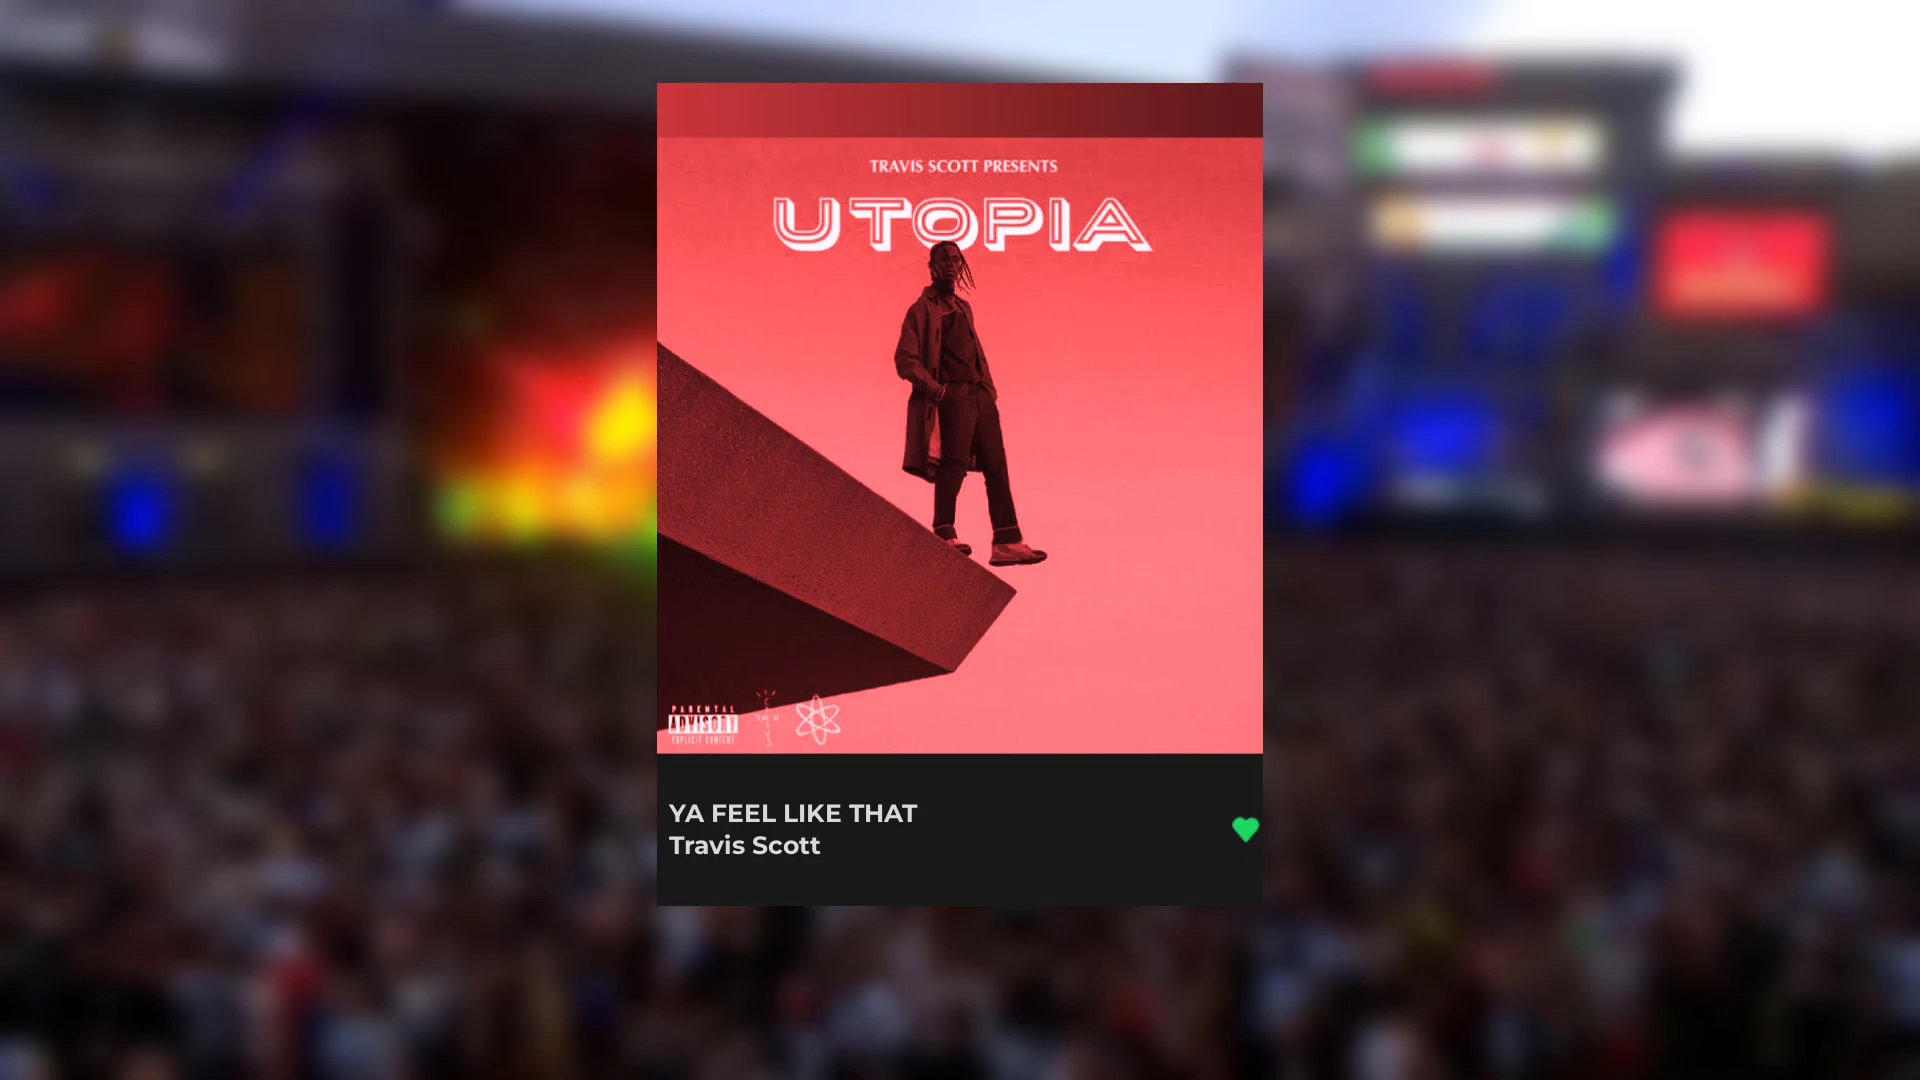 TRAVIS SCOTT PRESENTS
UTOPIA
PARENTAL
ADVISORY
EXPLICIT CONTENT
YA FEEL LIKE THAT
Travis Scott